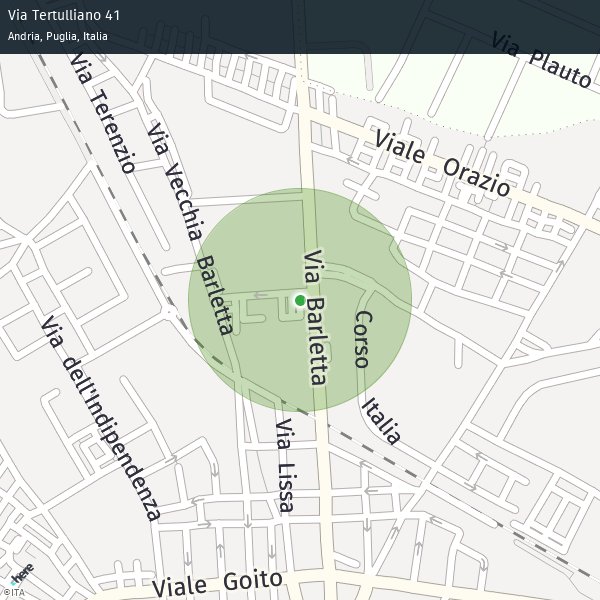 Via Tertulliano 41
Andria, Puglia, Italia
Via Plauto
Via Terenzio
Viale Orazio
Via Vecchia Barletta
Via Barletta
Corso Italia
Via dell'Indipendenza
Via Lissa
Viale Goito
here
©ITA